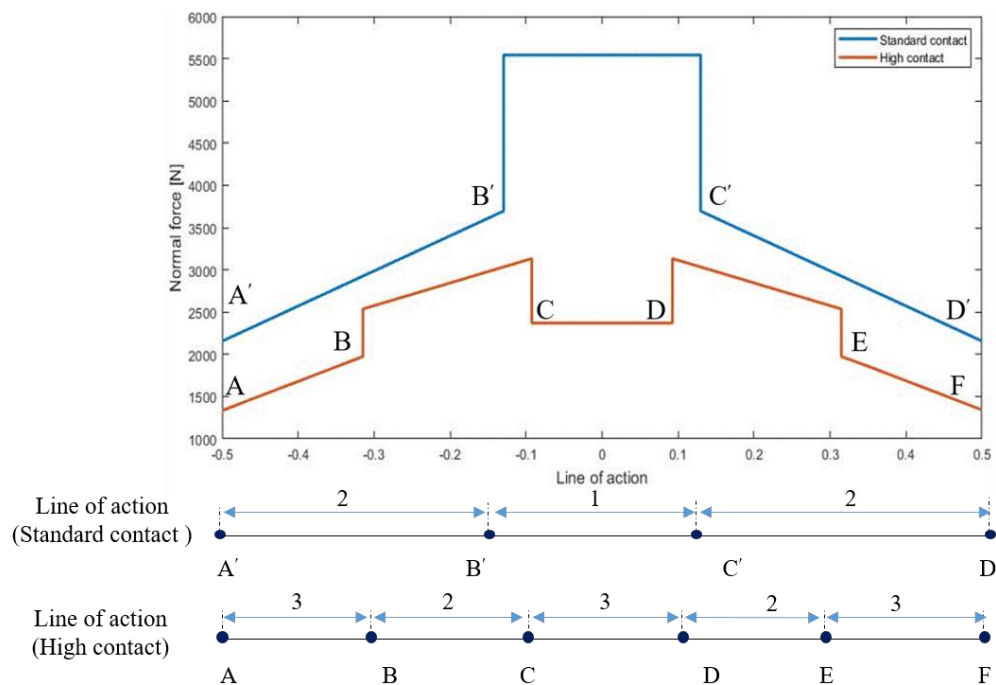 6000
5500
5000
4500
4000
3500
3000
2500
2000
1500
1000
Normal force [N]
Standard contact
High contact
B′
C′
A′
D′
C
D
B
E
A
F
-0.5
-0.4
-0.3
-0.2
-0.1
0
0.1
0.2
0.3
0.4
0.5
Line of action
Line of action
(Standard contact )
2
1
2
A′
B′
C′
D
Line of action
(High contact)
3
2
3
2
3
A
B
C
D
E
F